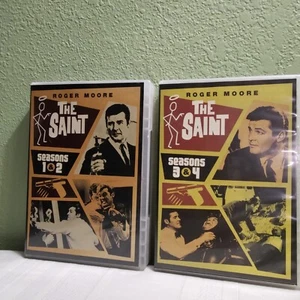 ROGER MOORE
THE
SAINT
SEASONS
1 & 2
ROGER MOORE
THE
SAINT
SEASONS
3 & 4